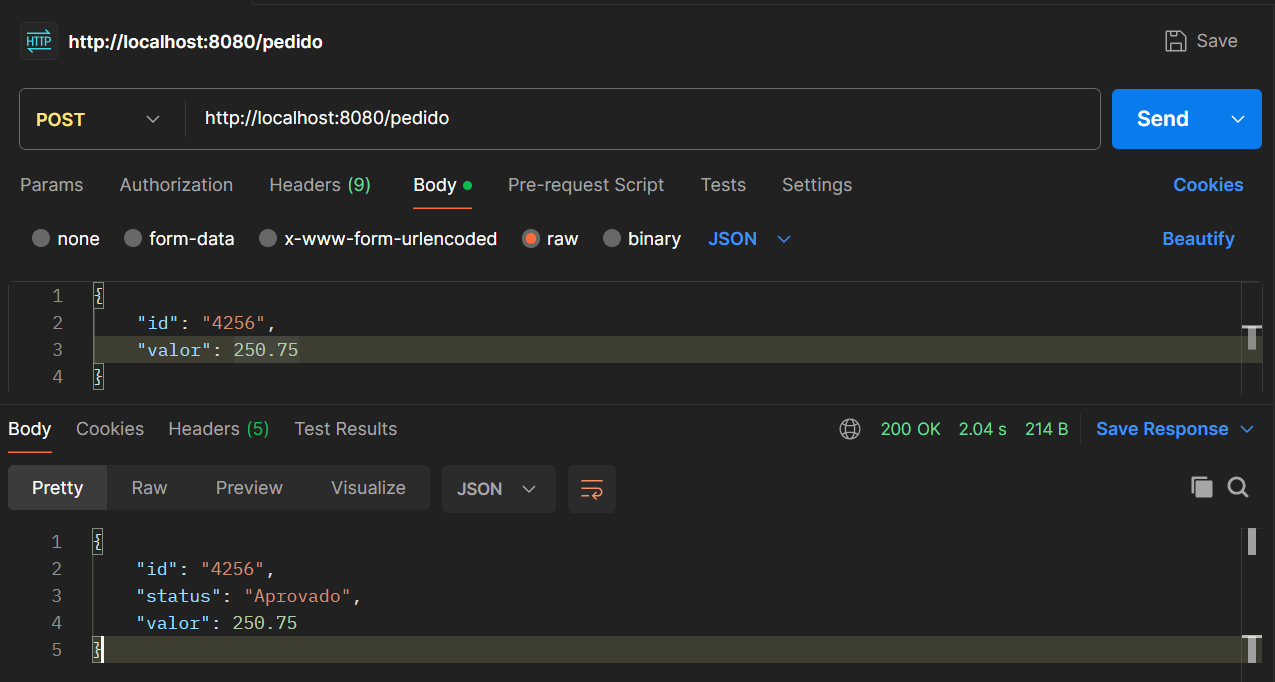 HTTP http://localhost:8080/pedido Save
POST http://localhost:8080/pedido Send
Params Authorization Headers (9) Body Pre-request Script Tests Settings Cookies
none form-data x-www-form-urlencoded raw binary JSON Beautify
1 {
2 "id": "4256",
3 "valor": 250.75
4 }
Body Cookies Headers (5) Test Results 200 OK 2.04 s 214 B Save Response
Pretty Raw Preview Visualize JSON
1 {
2 "id": "4256",
3 "status": "Aprovado",
4 "valor": 250.75
5 }